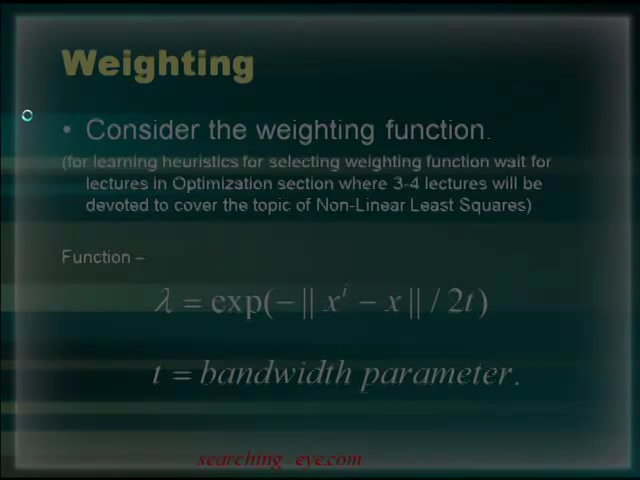 Weighting
• Consider the weighting function.
(for learning heuristics for selecting weighting function wait for
lectures in Optimization section where 3-4 lectures will be
devoted to cover the topic of Non-Linear Least Squares)
Function –
λ = exp(− || xⁱ − x || / 2t)
t = bandwidth parameter.
searching-eye.com